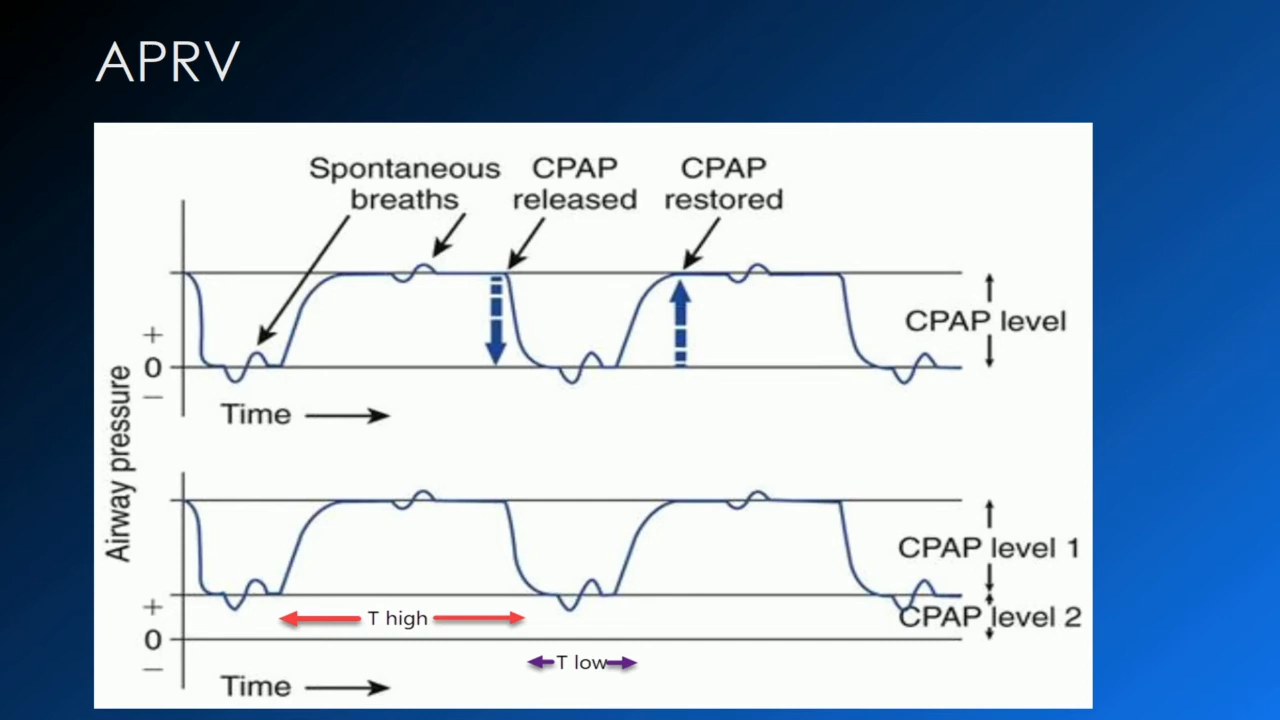 APRV
Spontaneous
breaths
CPAP
released
CPAP
restored
+
0
−
CPAP level
Time
Airway pressure
CPAP level 1
+
CPAP level 2
T high
0
T low
−
Time